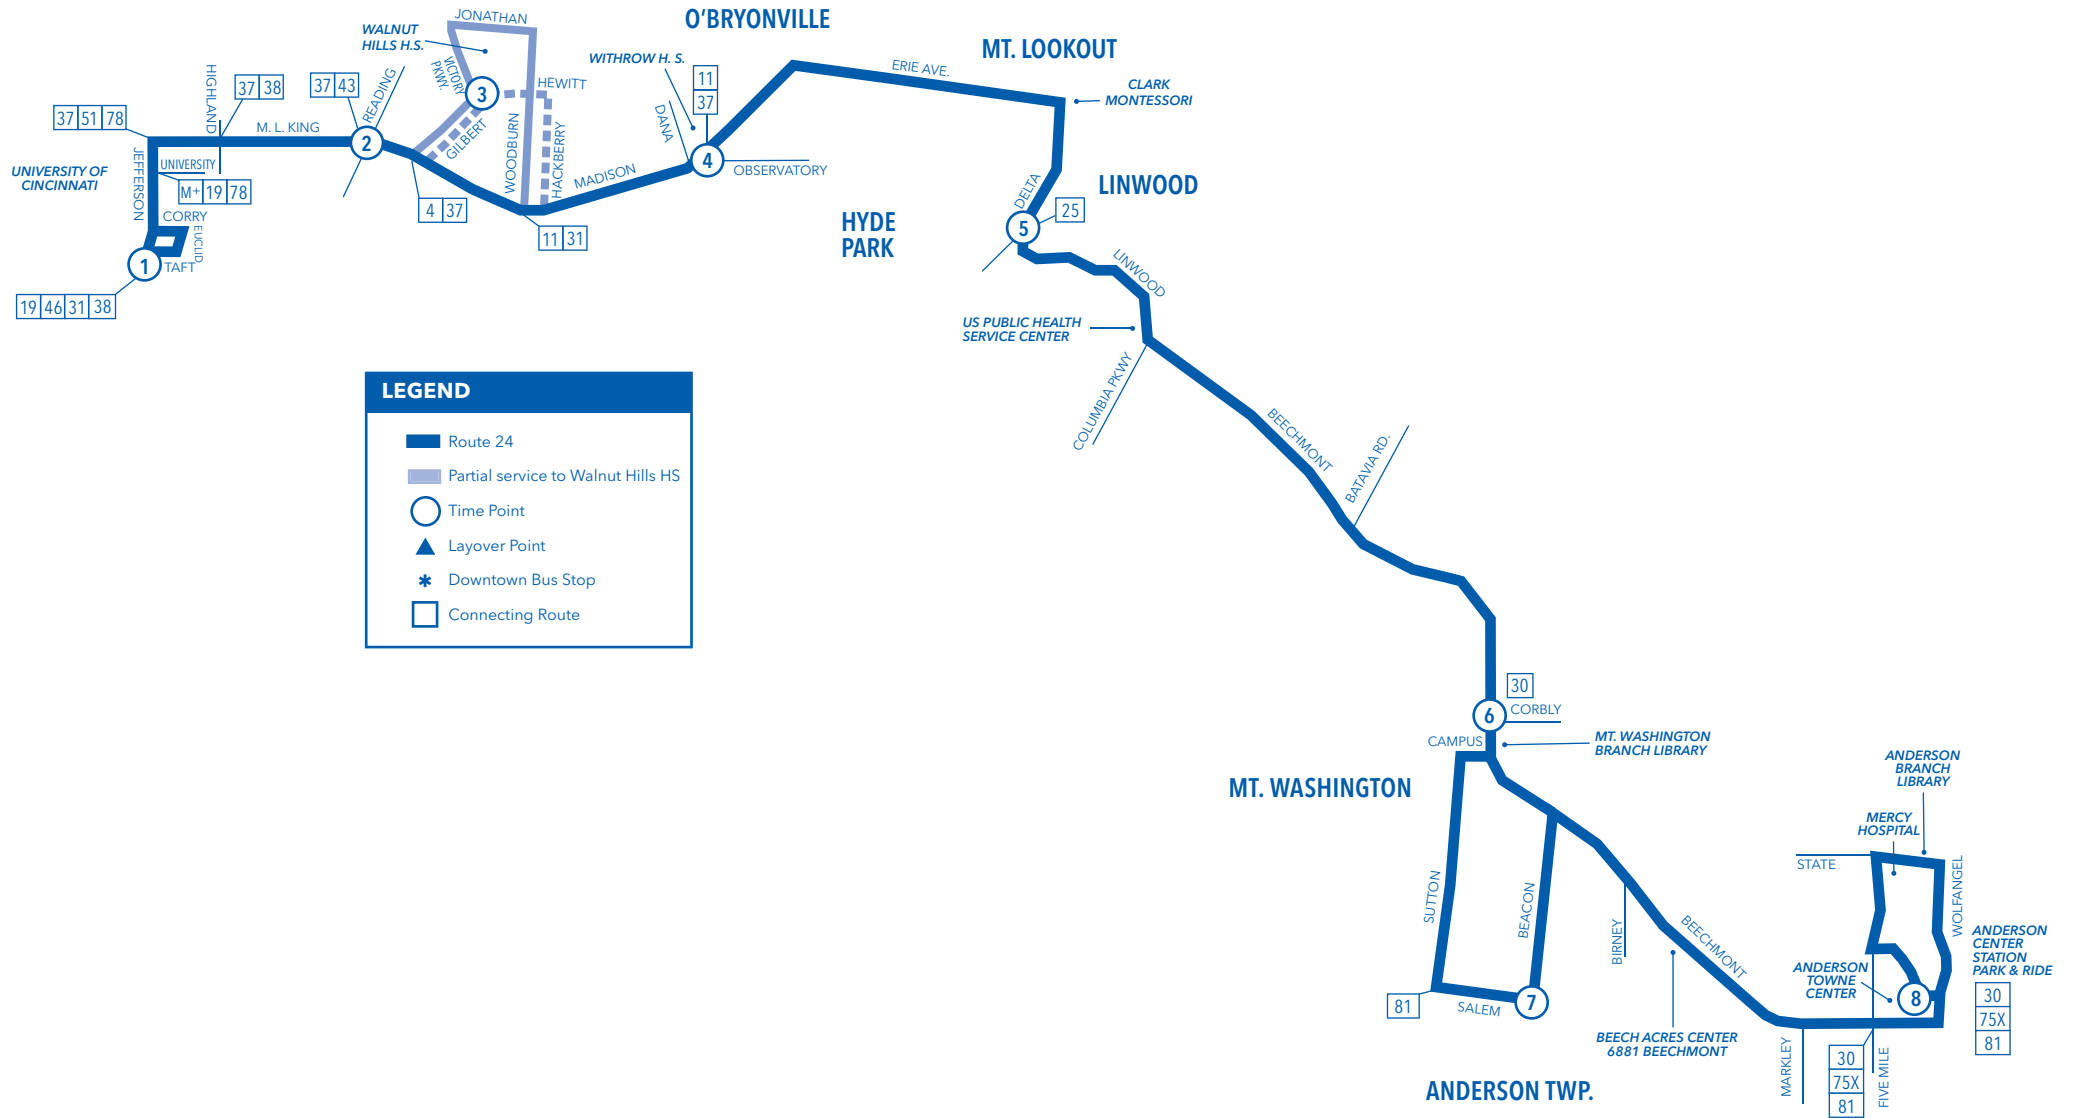 JONATHAN
O'BRYONVILLE
WALNUT
HILLS H.S.
MT. LOOKOUT
WITHROW H. S.
ERIE AVE.
HIGHLAND
37 38
37 43
READING
VICTORY
PKWY.
3
HEWITT
11
37
CLARK
MONTESSORI
37 51 78
M. L. KING
2
GILBERT
WOODBURN
HACKBERRY
DANA
4
OBSERVATORY
MADISON
JEFFERSON
UNIVERSITY
UNIVERSITY OF
CINCINNATI
M+ 19 78
4 37
11 31
CORRY
EUCLID
1
TAFT
19 46 31 38
HYDE
PARK
DELTA
LINWOOD
5
25
LINWOOD
US PUBLIC HEALTH
SERVICE CENTER
COLUMBIA PKWY
BEECHMONT
BATAVIA RD.
LEGEND
Route 24
Partial service to Walnut Hills HS
Time Point
Layover Point
Downtown Bus Stop
Connecting Route
30
6
CORBLY
CAMPUS
MT. WASHINGTON
BRANCH LIBRARY
MT. WASHINGTON
SUTTON
BEACON
81
SALEM
7
BIRNEY
BEECHMONT
BEECH ACRES CENTER
6881 BEECHMONT
ANDERSON TWP.
ANDERSON
BRANCH
LIBRARY
MERCY
HOSPITAL
STATE
WOLFANGEL
ANDERSON
CENTER
STATION
PARK & RIDE
30
75X
81
ANDERSON
TOWNE
CENTER
8
MARKLEY
30
75X
81
FIVE MILE